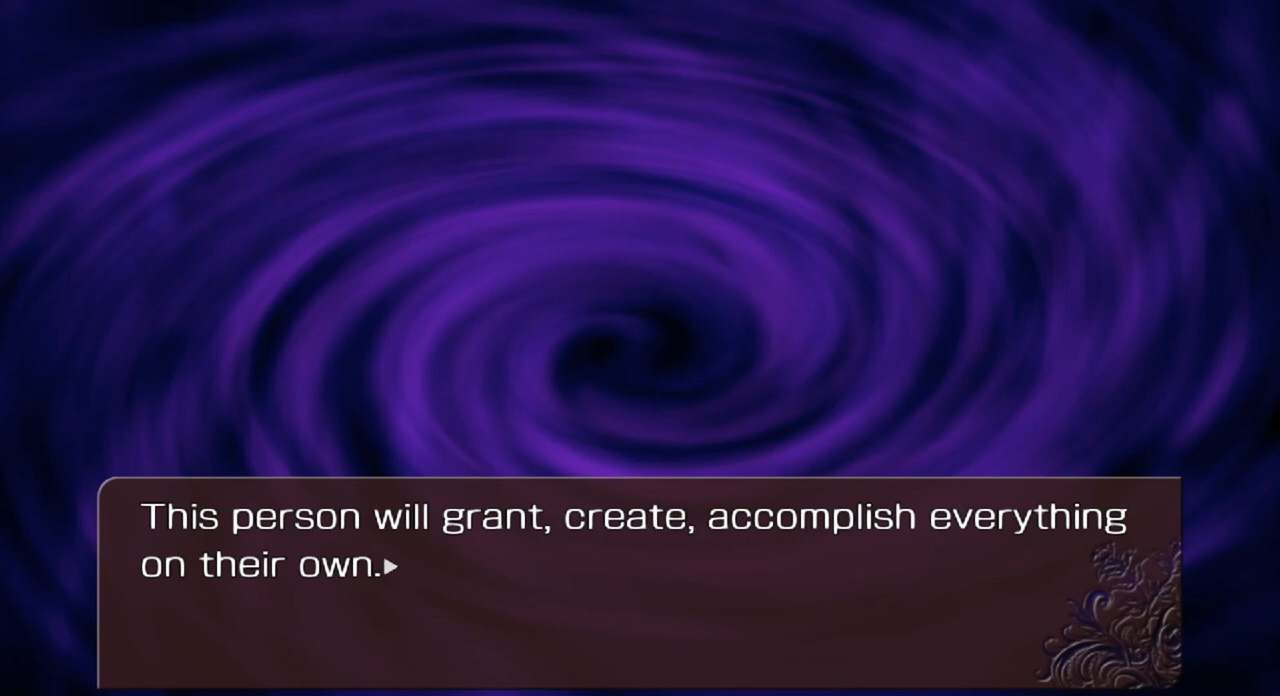 This person will grant, create, accomplish everything
on their own.